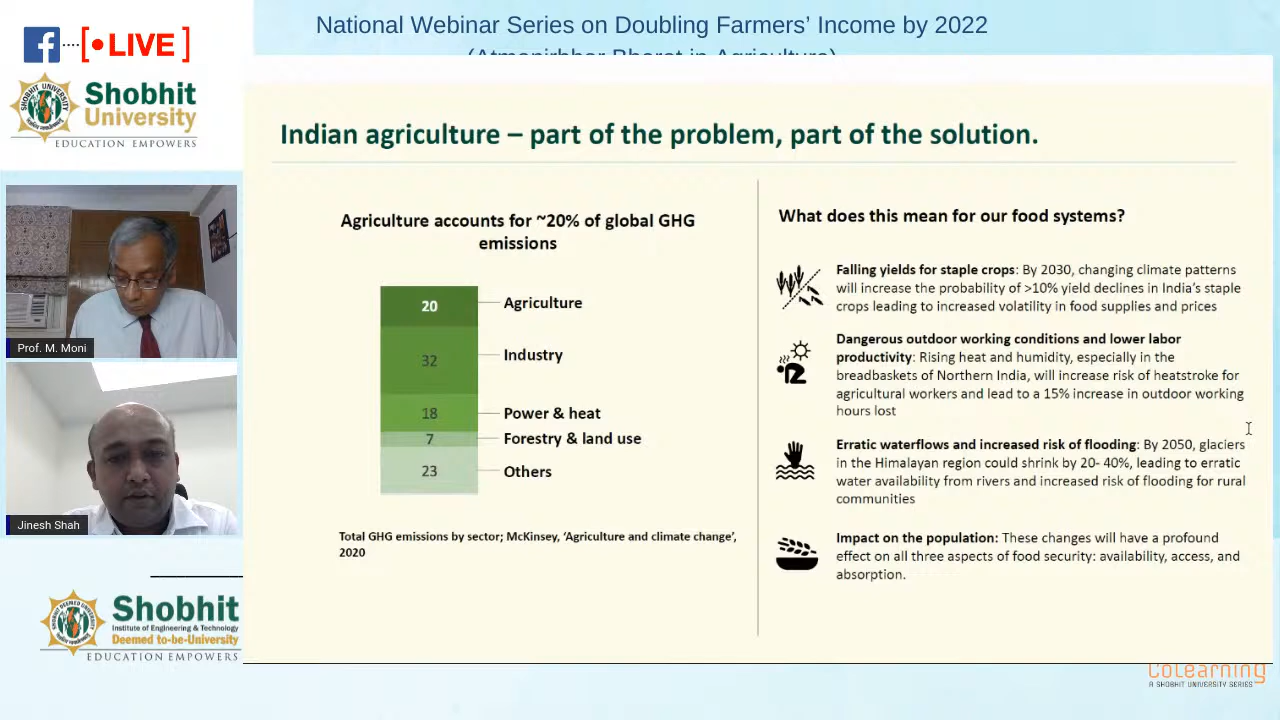 National Webinar Series on Doubling Farmers' Income by 2022
(Atmanirbhar Bharat in Agriculture)
LIVE
SHOBHIT UNIVERSITY
Shobhit
University
EDUCATION EMPOWERS
Indian agriculture – part of the problem, part of the solution.
Agriculture accounts for ~20% of global GHG
emissions
20 Agriculture
32 Industry
18 Power & heat
7 Forestry & land use
23 Others
Total GHG emissions by sector; McKinsey, 'Agriculture and climate change',
2020
What does this mean for our food systems?
Falling yields for staple crops: By 2030, changing climate patterns
will increase the probability of >10% yield declines in India's staple
crops leading to increased volatility in food supplies and prices
Dangerous outdoor working conditions and lower labor
productivity: Rising heat and humidity, especially in the
breadbaskets of Northern India, will increase risk of heatstroke for
agricultural workers and lead to a 15% increase in outdoor working
hours lost
Erratic waterflows and increased risk of flooding: By 2050, glaciers
in the Himalayan region could shrink by 20- 40%, leading to erratic
water availability from rivers and increased risk of flooding for rural
communities
Impact on the population: These changes will have a profound
effect on all three aspects of food security: availability, access, and
absorption.
Prof. M. Moni
Jinesh Shah
Shobhit
Institute of Engineering & Technology
Deemed to-be-University
EDUCATION EMPOWERS
CoLearning
A SHOBHIT UNIVERSITY SERIES